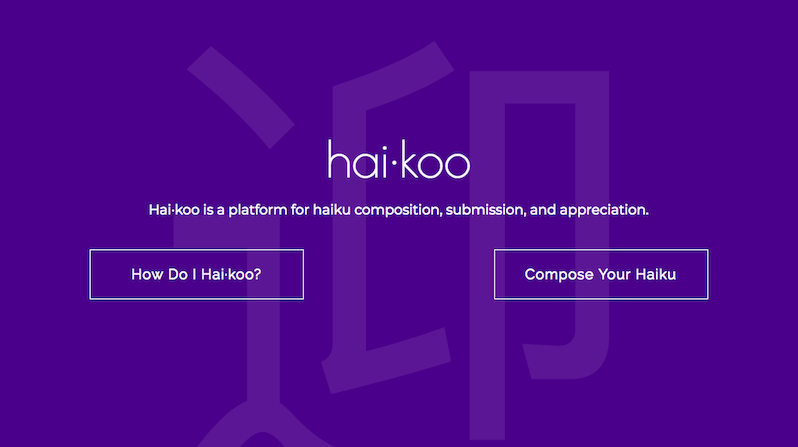 迎
hai·koo
Hai·koo is a platform for haiku composition, submission, and appreciation.
How Do I Hai·koo?
Compose Your Haiku